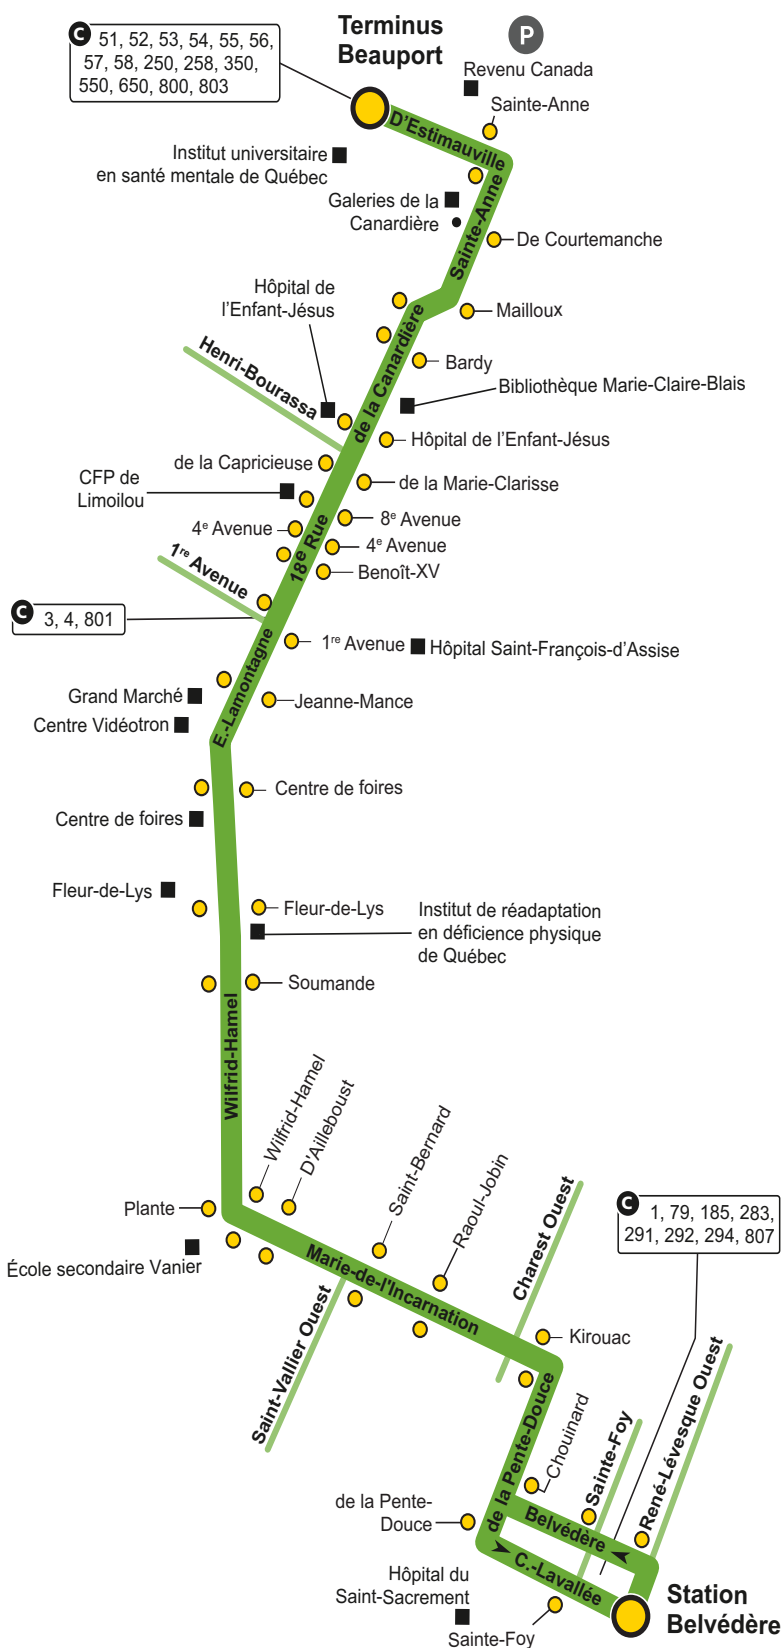 Terminus
Beauport
P
C 51, 52, 53, 54, 55, 56,
57, 58, 250, 258, 350,
550, 650, 800, 803
Revenu Canada
Sainte-Anne
D'Estimauville
Institut universitaire
en santé mentale de Québec
Galeries de la
Canardière
Sainte-Anne
De Courtemanche
Hôpital de
l'Enfant-Jésus
Mailloux
Henri-Bourassa
de la Canardière
Bardy
Bibliothèque Marie-Claire-Blais
Hôpital de l'Enfant-Jésus
de la Capricieuse
CFP de
Limoilou
de la Marie-Clarisse
4e Avenue
8e Avenue
18e Rue
4e Avenue
1re Avenue
Benoît-XV
C 3, 4, 801
1re Avenue
Hôpital Saint-François-d'Assise
E.-Lamontagne
Grand Marché
Jeanne-Mance
Centre Vidéotron
Centre de foires
Centre de foires
Fleur-de-Lys
Fleur-de-Lys
Institut de réadaptation
en déficience physique
de Québec
Soumande
Wilfrid-Hamel
Wilfrid-Hamel
D'Ailleboust
Saint-Bernard
Raoul-Jobin
Charest Ouest
C 1, 79, 185, 283,
291, 292, 294, 807
Plante
École secondaire Vanier
Marie-de-l'Incarnation
Saint-Vallier Ouest
Kirouac
de la Pente-Douce
Chouinard
Sainte-Foy
René-Lévesque Ouest
de la Pente-
Douce
Belvédère
C.-Lavallée
Hôpital du
Saint-Sacrement
Sainte-Foy
Station
Belvédère